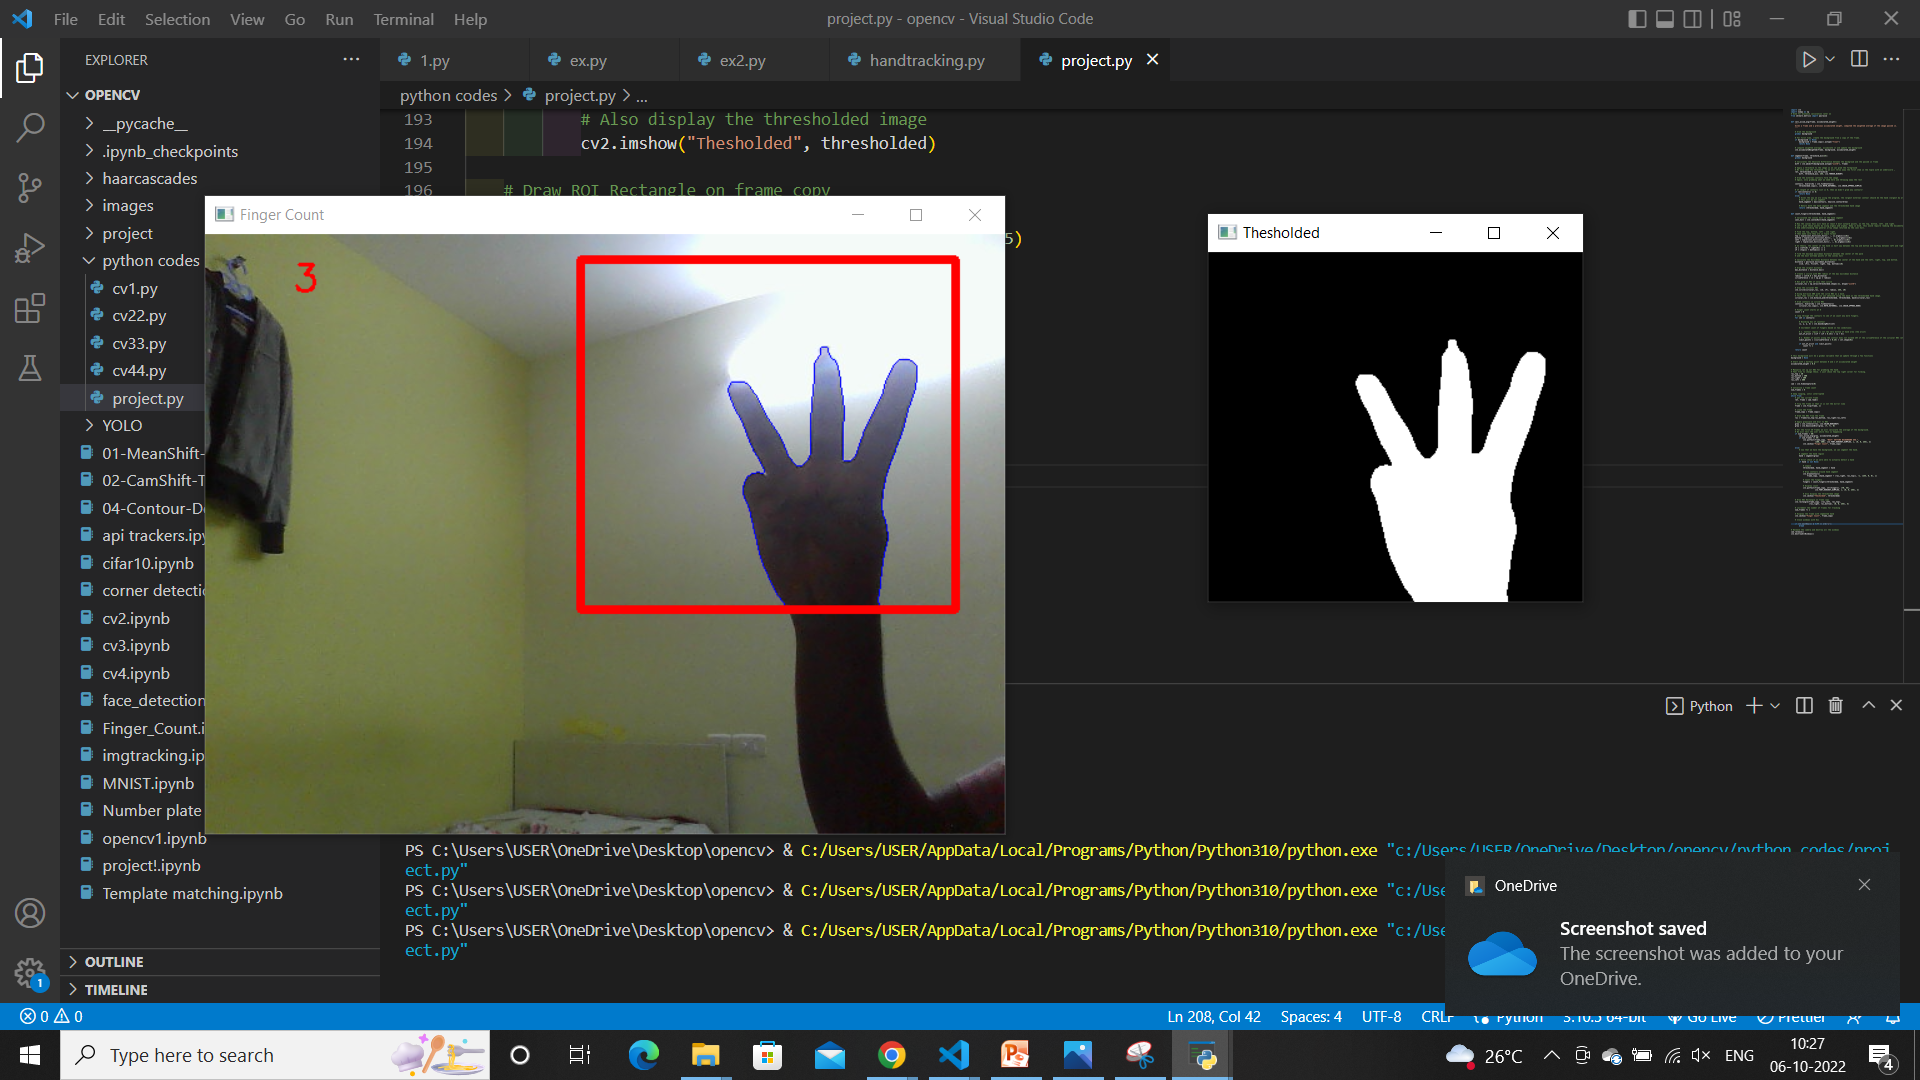 File Edit Selection View Go Run Terminal Help
project.py - opencv - Visual Studio Code
EXPLORER
1.py
ex.py
ex2.py
handtracking.py
project.py
OPENCV
python codes > project.py > ...
__pycache__
.ipynb_checkpoints
haarcascades
images
project
python codes
cv1.py
cv22.py
cv33.py
cv44.py
project.py
YOLO
01-MeanShift-
02-CamShift-T
04-Contour-D
api trackers.ipy
cifar10.ipynb
corner detectic
cv2.ipynb
cv3.ipynb
cv4.ipynb
face_detection
Finger_Count.i
imgtracking.ip
MNIST.ipynb
Number plate
opencv1.ipynb
project!.ipynb
Template matching.ipynb
OUTLINE
TIMELINE
193 # Also display the thresholded image
194 cv2.imshow("Thesholded", thresholded)
195
196 # Draw ROI Rectangle on frame copy
5)
Finger Count
3
Thesholded
Python
PS C:\Users\USER\OneDrive\Desktop\opencv> & C:/Users/USER/AppData/Local/Programs/Python/Python310/python.exe "c:/Users/USER/OneDrive/Desktop/opencv/python codes/proj
ect.py"
PS C:\Users\USER\OneDrive\Desktop\opencv> & C:/Users/USER/AppData/Local/Programs/Python/Python310/python.exe "c:/Use
ect.py"
PS C:\Users\USER\OneDrive\Desktop\opencv> & C:/Users/USER/AppData/Local/Programs/Python/Python310/python.exe "c:/Use
ect.py"
OneDrive
Screenshot saved
The screenshot was added to your
OneDrive.
1
0 0
Ln 208, Col 42 Spaces: 4 UTF-8 CRLF Python 3.10.5 64-bit Go Live Prettier
Type here to search
26°C
ENG
10:27
06-10-2022
4